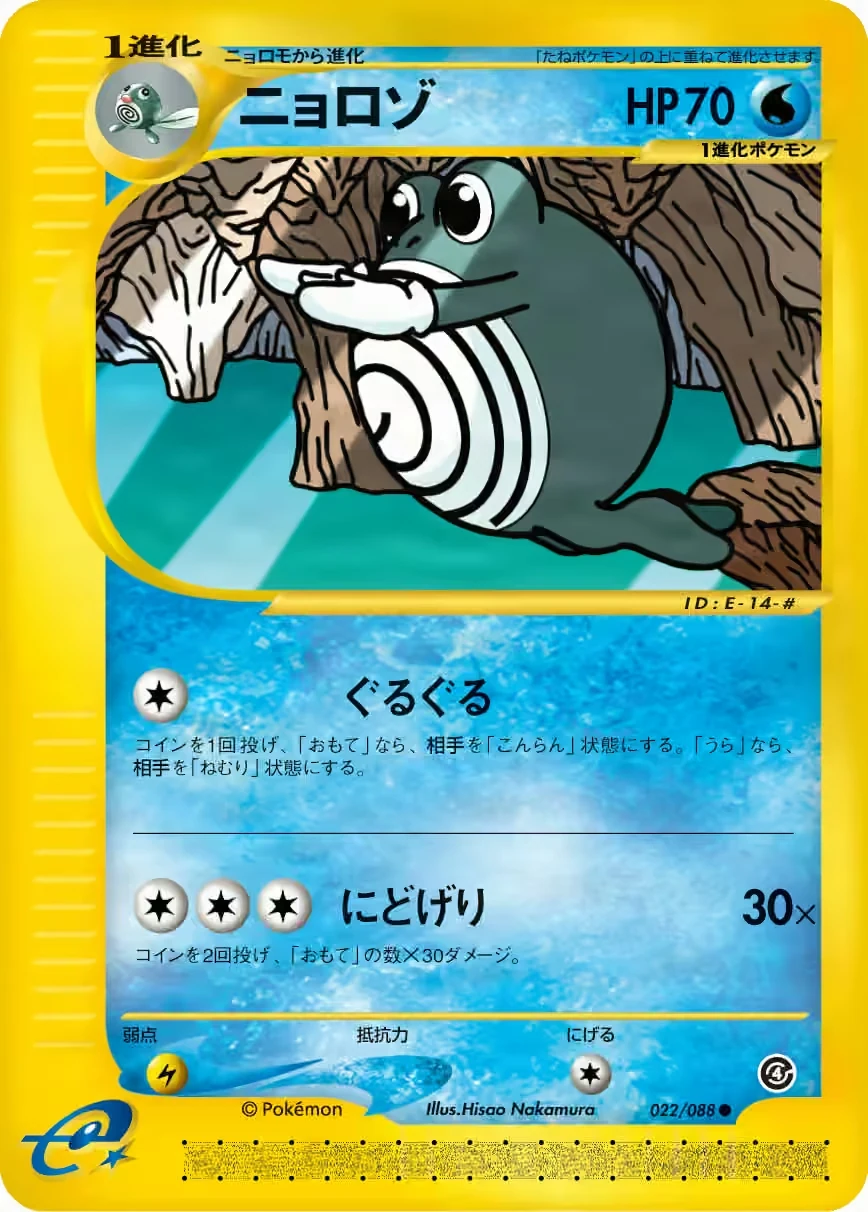 1進化
ニョロモから進化
「たねポケモン」の上に重ねて進化させます。
ニョロゾ
HP70
1進化ポケモン
ID:E-14-#
ぐるぐる
コインを1回投げ、「おもて」なら、相手を「こんらん」状態にする。「うら」なら、
相手を「ねむり」状態にする。
にどげり
30×
コインを2回投げ、「おもて」の数×30ダメージ。
弱点
抵抗力
にげる
4
© Pokémon
Illus.Hisao Nakamura
022/088 ●
e